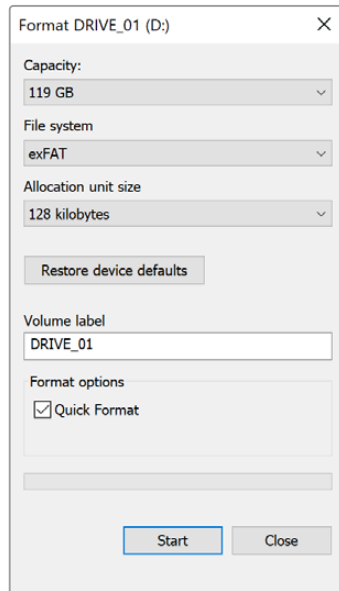 Format DRIVE_01 (D:)
Capacity:
119 GB
File system
exFAT
Allocation unit size
128 kilobytes
Restore device defaults
Volume label
DRIVE_01
Format options
Quick Format
Start Close